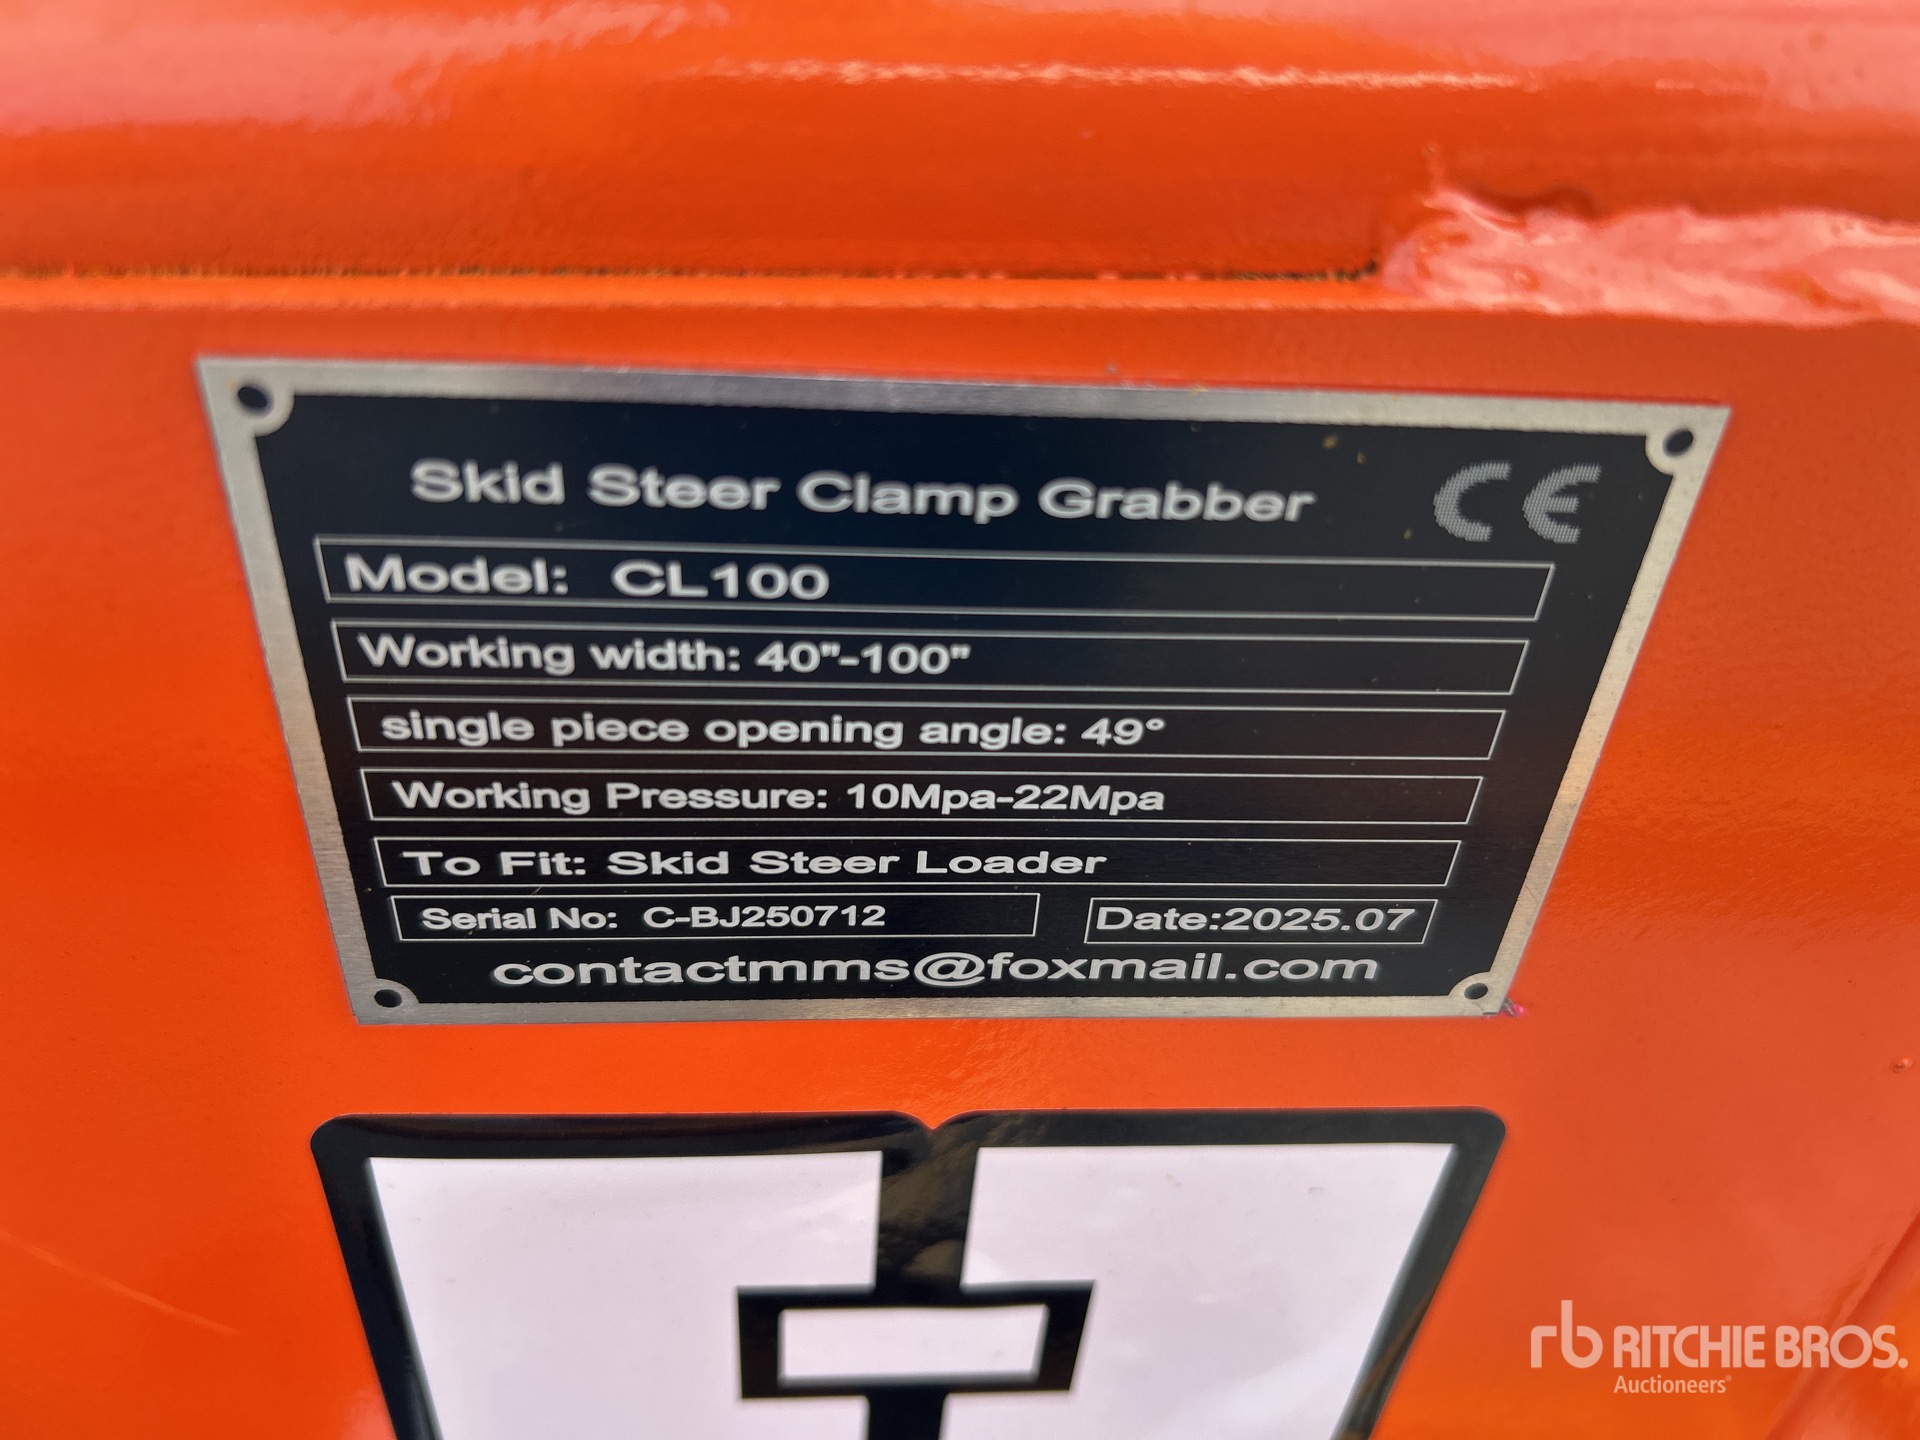 Skid Steer Clamp Grabber CE
Model: CL100
Working width: 40"-100"
single piece opening angle: 49°
Working Pressure: 10Mpa-22Mpa
To Fit: Skid Steer Loader
Serial No: C-BJ250712 Date:2025.07
contactmms@foxmail.com
rb RITCHIE BROS.
Auctioneers®